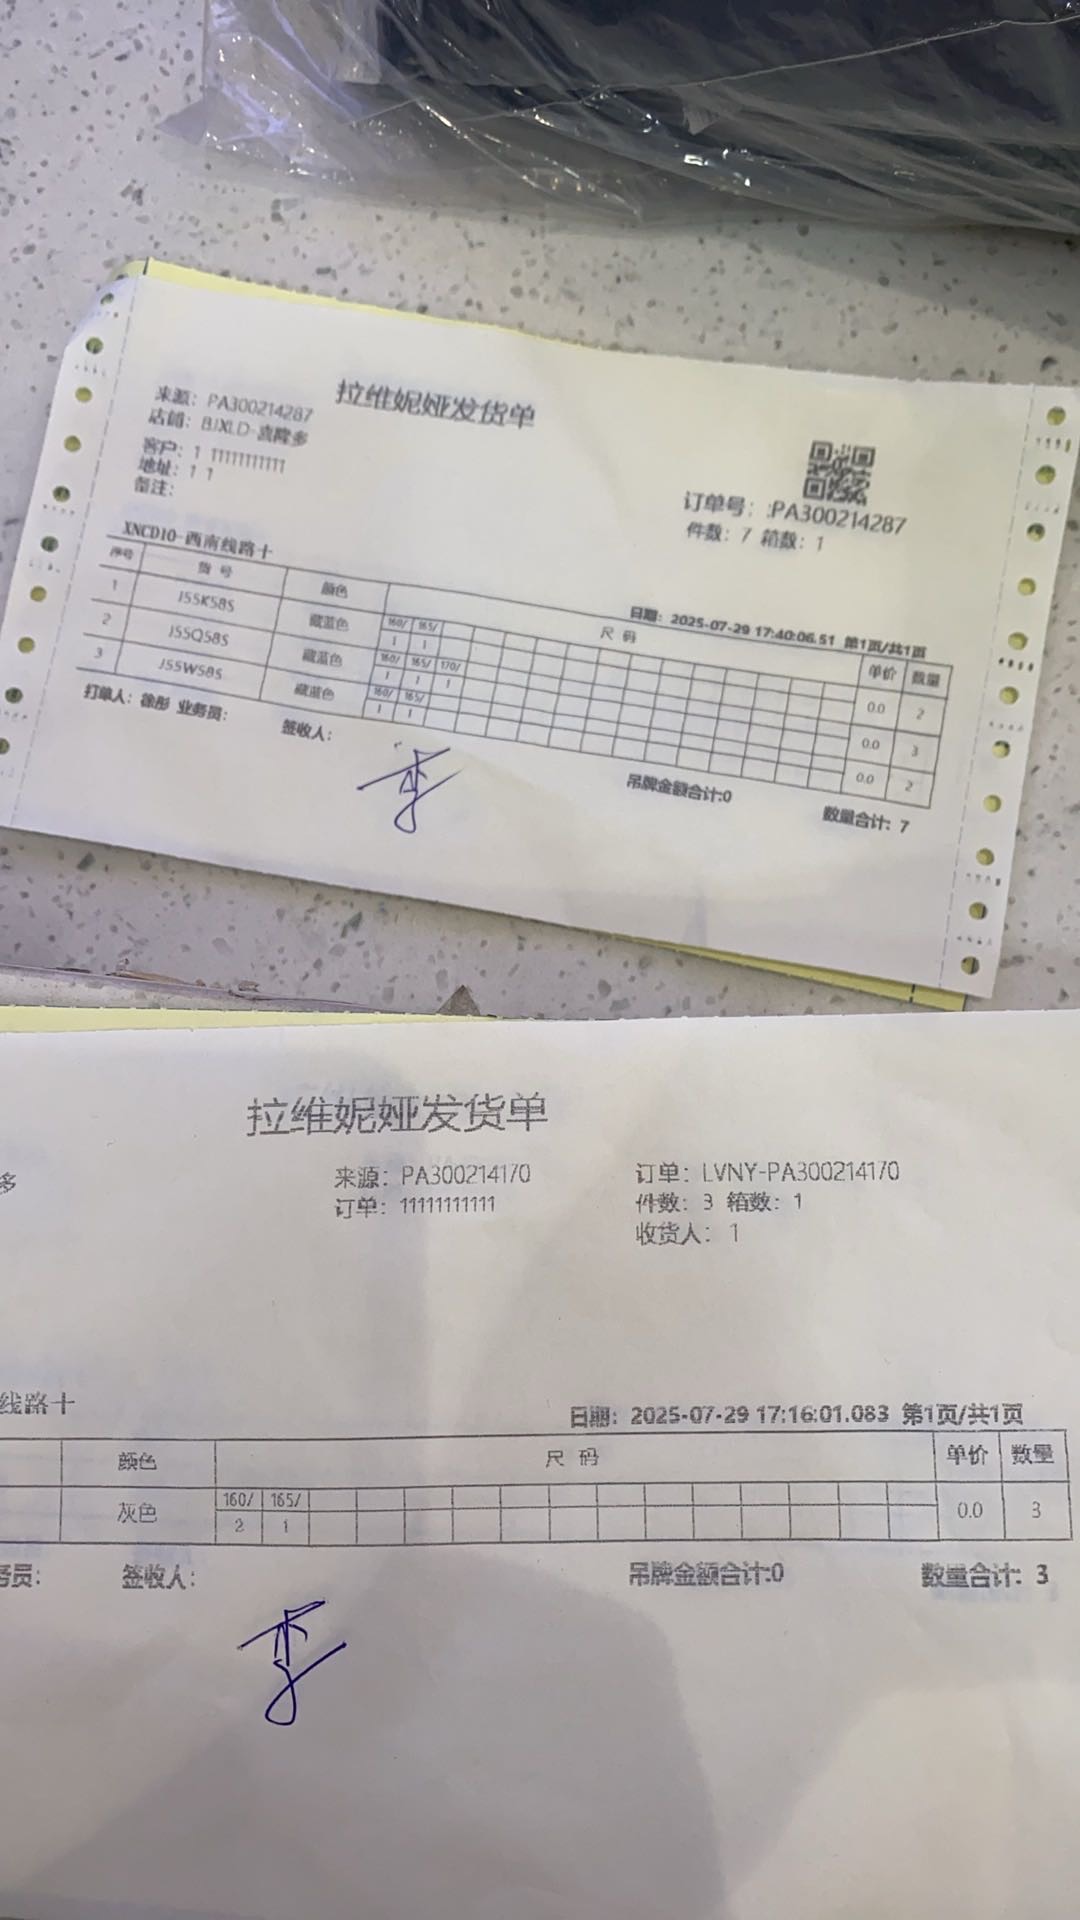 拉维妮娅发货单
来源: PA300214287
店铺: BJXLD-喜隆多
客户: 1 11111111111
地址: 1 1
备注:
订单号: :PA300214287
件数: 7 箱数: 1
XNCD10-西南线路十
日期: 2025-07-29 17:40:06.51 第1页/共1页
序号 货 号 颜色 尺 码 单价 数量
1 J55K58S 藏蓝色 160/ 165/ 0.0 2
1 1
2 J55Q58S 藏蓝色 160/ 165/ 170/ 0.0 3
1 1 1
3 J55W58S 藏蓝色 160/ 165/ 0.0 2
1 1
打单人: 徐彤 业务员: 签收人: 吊牌金额合计:0 数量合计: 7
拉维妮娅发货单
多 来源: PA300214170 订单: LVNY-PA300214170
订单: 11111111111 件数: 3 箱数: 1
收货人: 1
线路十 日期: 2025-07-29 17:16:01.083 第1页/共1页
颜色 尺 码 单价 数量
灰色 160/ 165/ 0.0 3
2 1
务员: 签收人: 吊牌金额合计:0 数量合计: 3